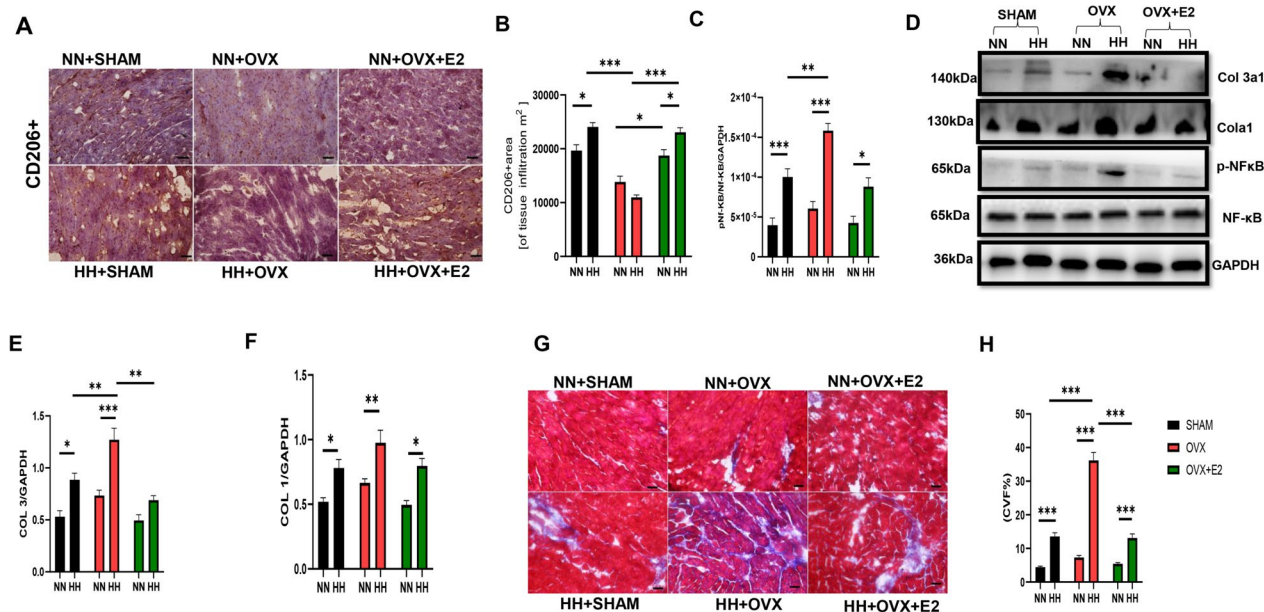 A
NN+SHAM NN+OVX NN+OVX+E2
CD206+
HH+SHAM HH+OVX HH+OVX+E2
B
CD206+area
[of tissue infiltration m² ]
30000
20000
10000
0
*** ***
* * *
NN HH NN HH NN HH
C
pNf-KB/Nf-KB/GAPDH
2×10⁻⁴
2×10⁻⁴
1×10⁻⁴
5×10⁻⁵
0
**
*** *** *
NN HH NN HH NN HH
D
SHAM OVX OVX+E2
NN HH NN HH NN HH
140kDa Col 3a1
130kDa Cola1
65kDa p-NFκB
65kDa NF-κB
36kDa GAPDH
E
COL 3/GAPDH
1.5
1.0
0.5
0.0
** **
* ***
NN HH NN HH NN HH
F
COL 1/GAPDH
1.5
1.0
0.5
0.0
* ** *
NN HH NN HH NN HH
G
NN+SHAM NN+OVX NN+OVX+E2
HH+SHAM HH+OVX HH+OVX+E2
H
(CVF%)
50
40
30
20
10
0
*** ***
*** *** ***
NN HH NN HH NN HH
SHAM
OVX
OVX+E2